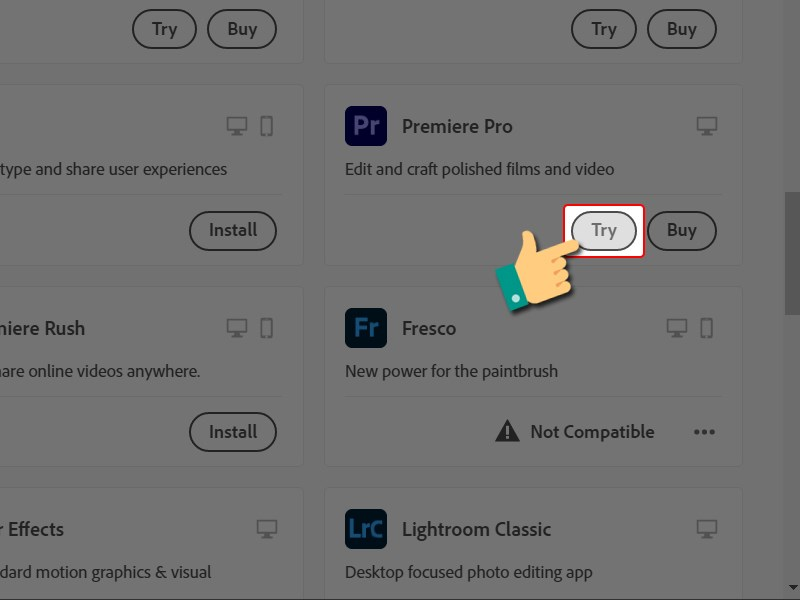 Try Buy
Try Buy
Pr Premiere Pro
type and share user experiences
Edit and craft polished films and video
Install
Try Buy
niere Rush
Fr Fresco
are online videos anywhere.
New power for the paintbrush
Install
Not Compatible
r Effects
LrC Lightroom Classic
dard motion graphics & visual
Desktop focused photo editing app